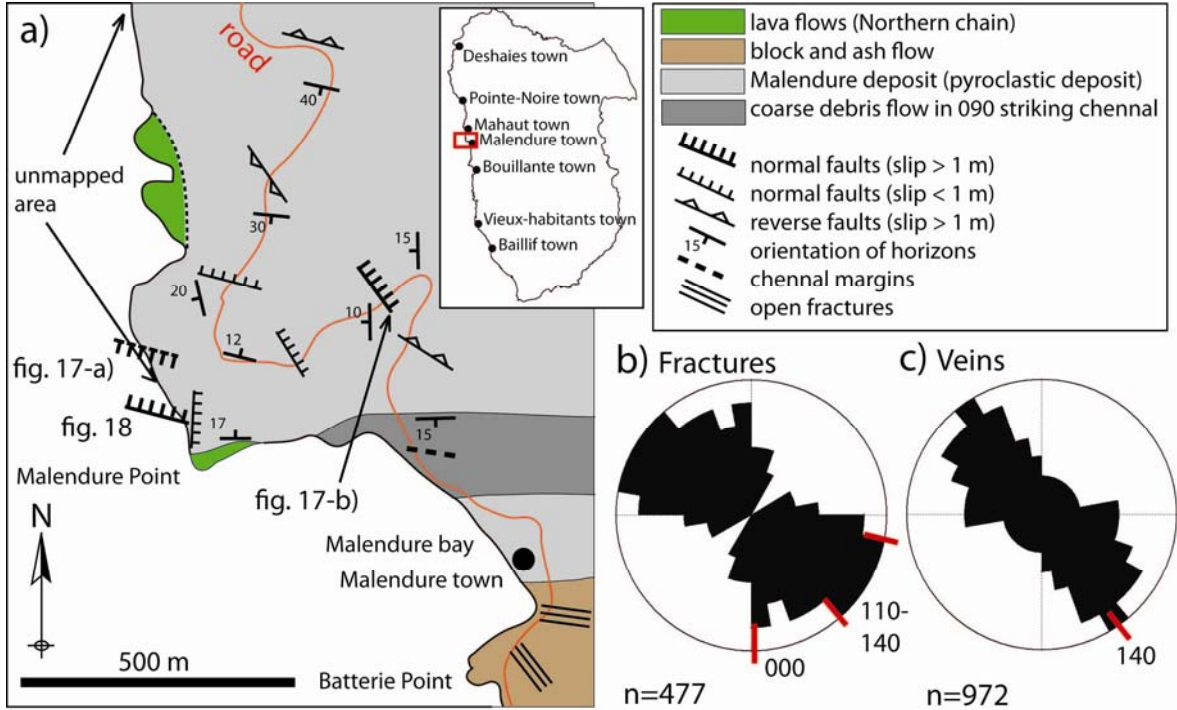 a)
road
unmapped
area
40
30
20
12
10
15
17
15
fig. 17-a)
fig. 18
fig. 17-b)
Malendure Point
Malendure bay
Malendure town
Batterie Point
N
500 m
Deshaies town
Pointe-Noire town
Mahaut town
Malendure town
Bouillante town
Vieux-habitants town
Baillif town
lava flows (Northern chain)
block and ash flow
Malendure deposit (pyroclastic deposit)
coarse debris flow in 090 striking chennal
normal faults (slip > 1 m)
normal faults (slip < 1 m)
reverse faults (slip > 1 m)
15 orientation of horizons
chennal margins
open fractures
b) Fractures
110-
140
000
n=477
c) Veins
140
n=972